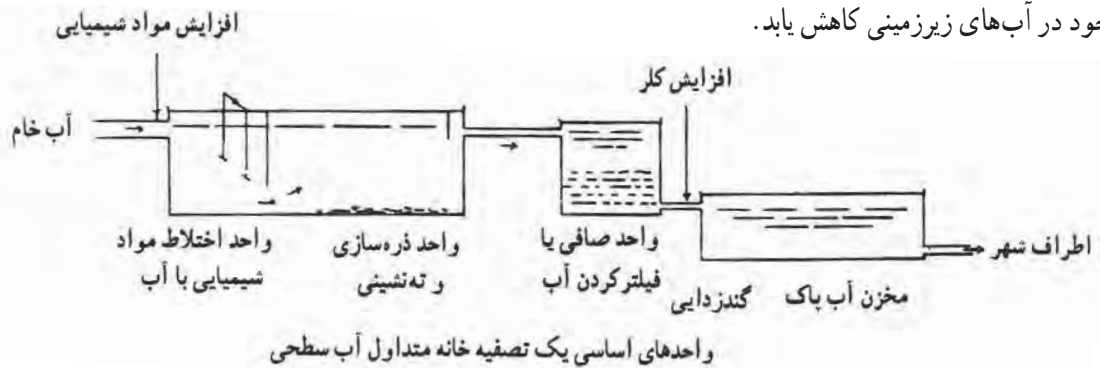 خود در آب‌های زیرزمینی کاهش یابد.
افزایش مواد شیمیایی
افزایش کلر
آب خام
واحد اختلاط مواد
شیمیایی با آب
واحد ذره‌سازی
و ته‌نشینی
واحد صافی یا
فیلتر کردن آب
گندزدایی
مخزن آب پاک
اطراف شهر
واحدهای اساسی یک تصفیه خانه متداول آب سطحی